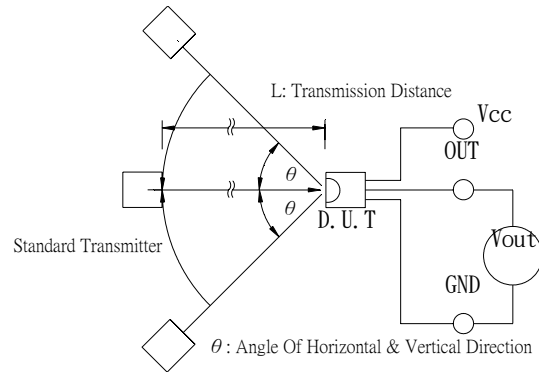 L: Transmission Distance
Vcc
OUT
θ
θ
D.U.T
Standard Transmitter
Vout
GND
θ : Angle Of Horizontal & Vertical Direction